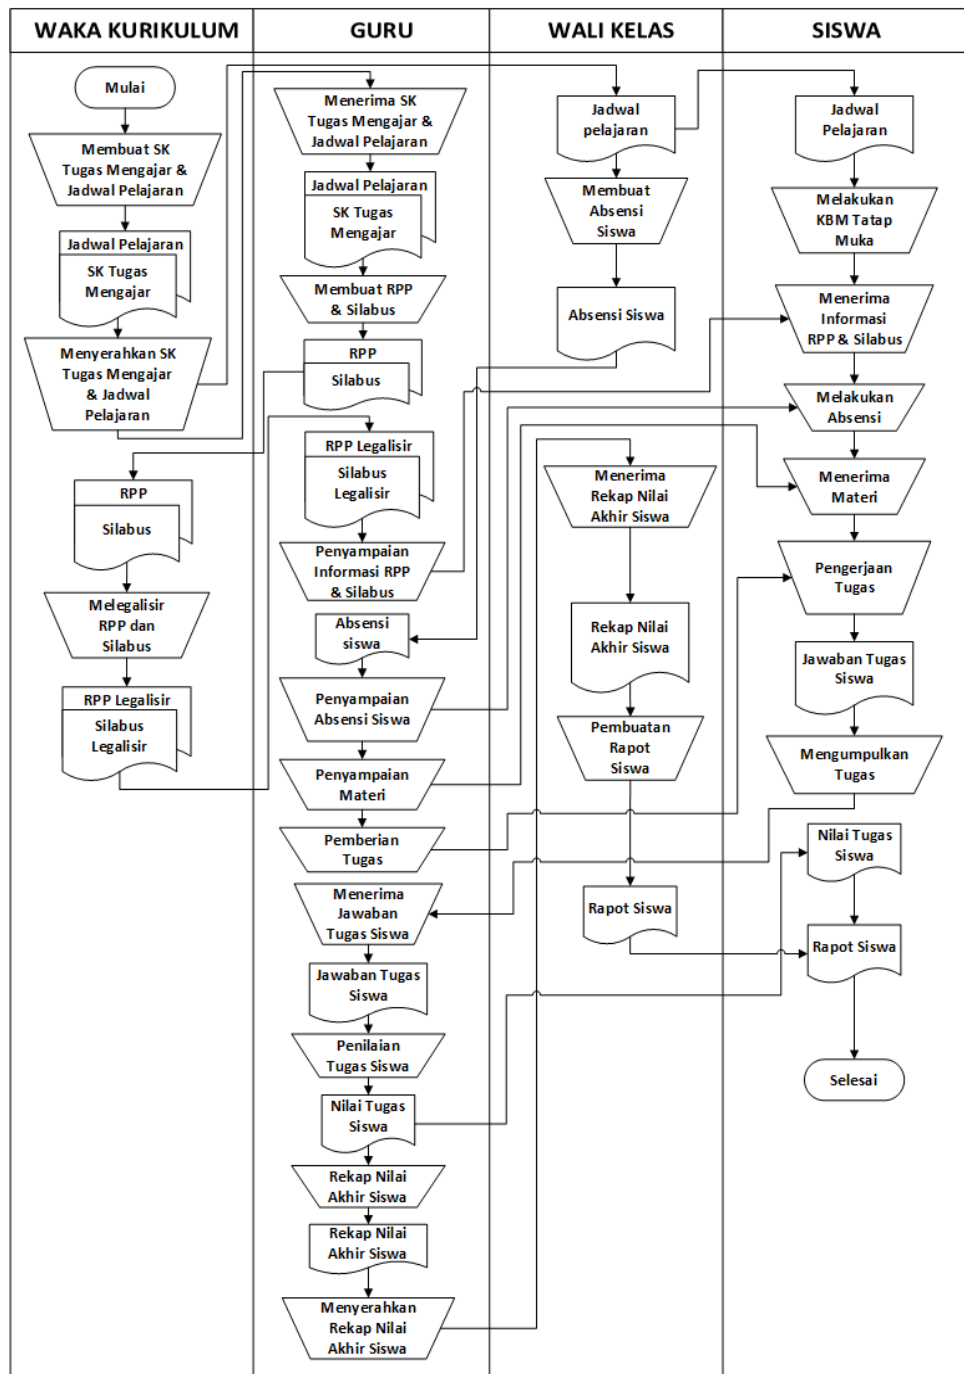 WAKA KURIKULUM
GURU
WALI KELAS
SISWA
Mulai
Membuat SK
Tugas Mengajar &
Jadwal Pelajaran
Jadwal Pelajaran
SK Tugas
Mengajar
Menyerahkan SK
Tugas Mengajar
& Jadwal
Pelajaran
RPP
Silabus
Melegalisir
RPP dan
Silabus
RPP Legalisir
Silabus
Legalisir
Menerima SK
Tugas Mengajar &
Jadwal Pelajaran
Jadwal Pelajaran
SK Tugas
Mengajar
Membuat RPP
& Silabus
RPP
Silabus
RPP Legalisir
Silabus
Legalisir
Penyampaian
Informasi RPP
& Silabus
Absensi
siswa
Penyampaian
Absensi Siswa
Penyampaian
Materi
Pemberian
Tugas
Menerima
Jawaban
Tugas Siswa
Jawaban Tugas
Siswa
Penilaian
Tugas Siswa
Nilai Tugas
Siswa
Rekap Nilai
Akhir Siswa
Rekap Nilai
Akhir Siswa
Menyerahkan
Rekap Nilai
Akhir Siswa
Jadwal
pelajaran
Membuat
Absensi
Siswa
Absensi Siswa
Menerima
Rekap Nilai
Akhir Siswa
Rekap Nilai
Akhir Siswa
Pembuatan
Rapot
Siswa
Rapot Siswa
Jadwal
Pelajaran
Melakukan
KBM Tatap
Muka
Menerima
Informasi
RPP & Silabus
Melakukan
Absensi
Menerima
Materi
Pengerjaan
Tugas
Jawaban Tugas
Siswa
Mengumpulkan
Tugas
Nilai Tugas
Siswa
Rapot Siswa
Selesai